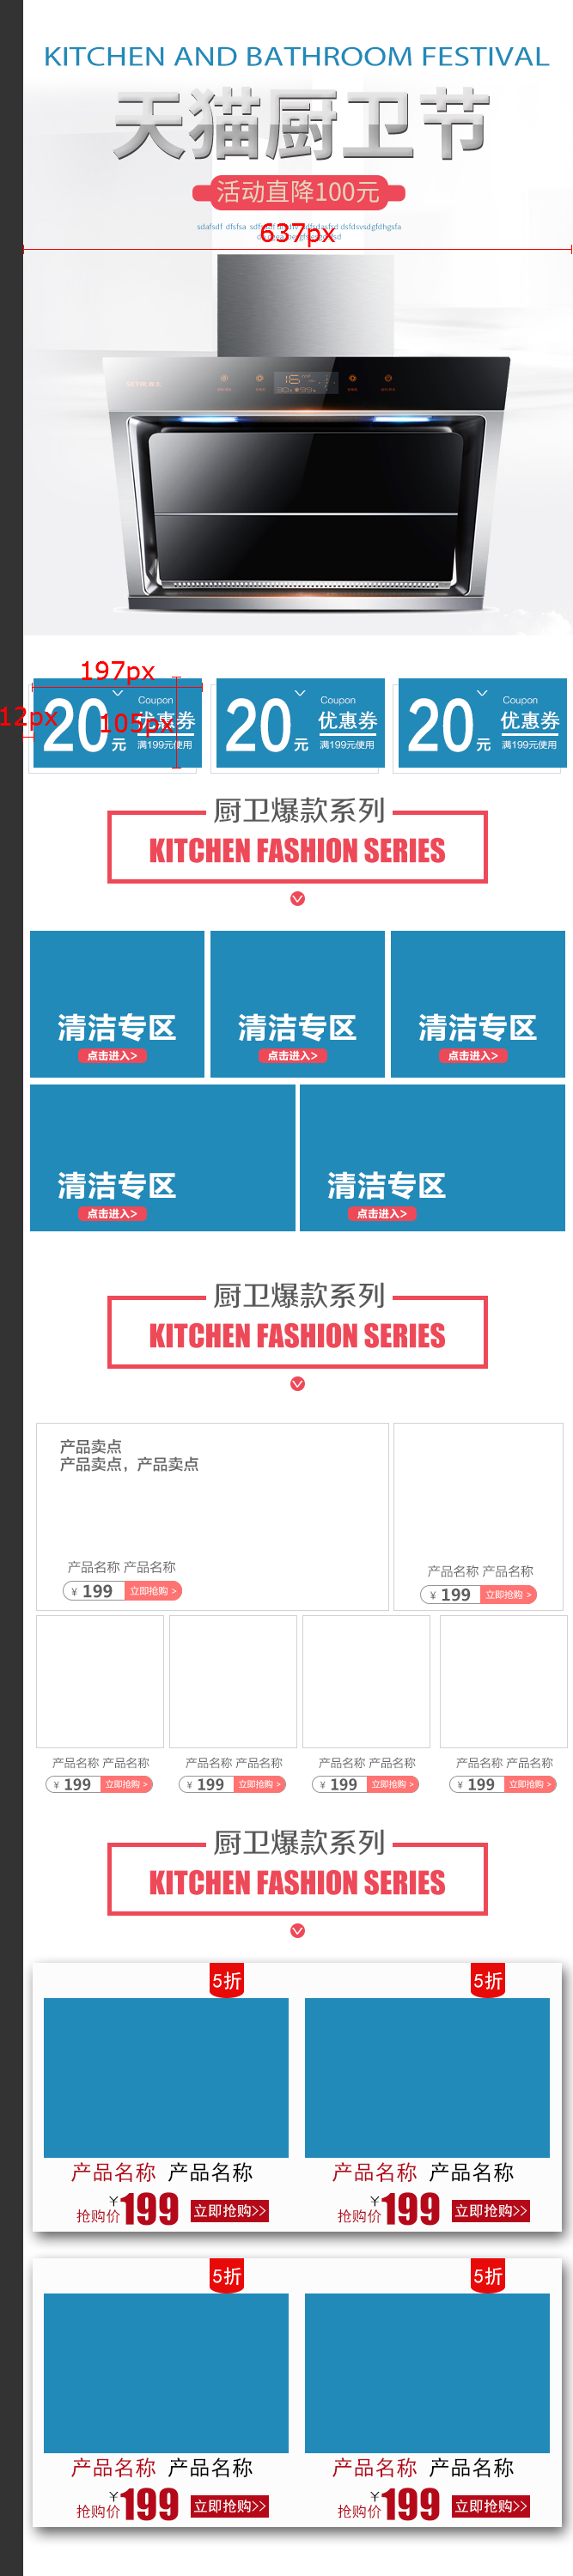 KITCHEN AND BATHROOM FESTIVAL
天猫厨卫节
活动直降100元
637px
197px
12px
105px
20元
Coupon
优惠券
满199元使用
20元
Coupon
优惠券
满199元使用
20元
Coupon
优惠券
满199元使用
厨卫爆款系列
KITCHEN FASHION SERIES
清洁专区
点击进入>
清洁专区
点击进入>
清洁专区
点击进入>
清洁专区
点击进入>
清洁专区
点击进入>
厨卫爆款系列
KITCHEN FASHION SERIES
产品卖点
产品卖点，产品卖点
产品名称 产品名称
¥ 199 立即抢购 >
产品名称 产品名称
¥ 199 立即抢购 >
产品名称 产品名称
¥ 199 立即抢购 >
产品名称 产品名称
¥ 199 立即抢购 >
产品名称 产品名称
¥ 199 立即抢购 >
产品名称 产品名称
¥ 199 立即抢购 >
厨卫爆款系列
KITCHEN FASHION SERIES
5折
产品名称 产品名称
抢购价¥199 立即抢购>>
5折
产品名称 产品名称
抢购价¥199 立即抢购>>
5折
产品名称 产品名称
抢购价¥199 立即抢购>>
5折
产品名称 产品名称
抢购价¥199 立即抢购>>